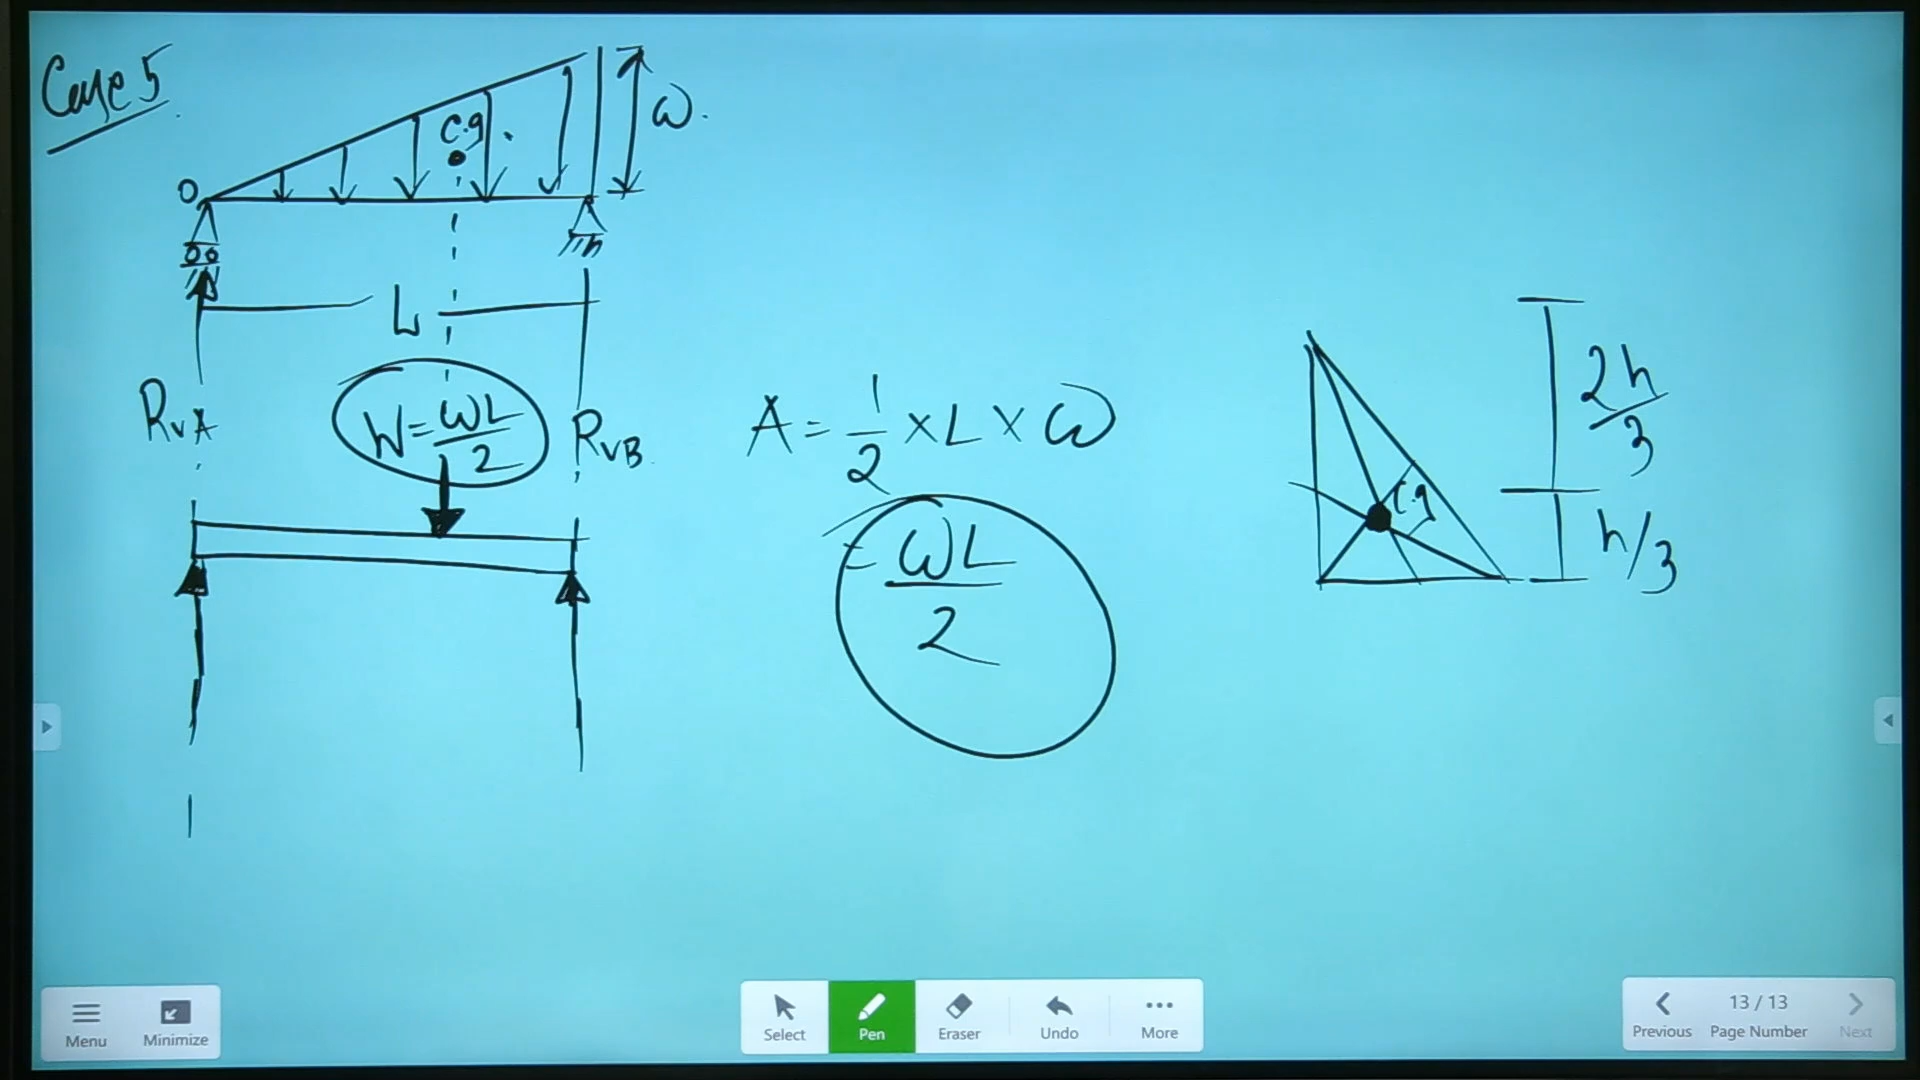 Case 5
c.g.
ω.
O
L
RVA
W = ωL/2
RVB.
A = 1/2 × L × ω
= ωL/2
c.g
2h/3
h/3
Menu
Minimize
Select
Pen
Eraser
Undo
More
Previous
13 / 13
Page Number
Next